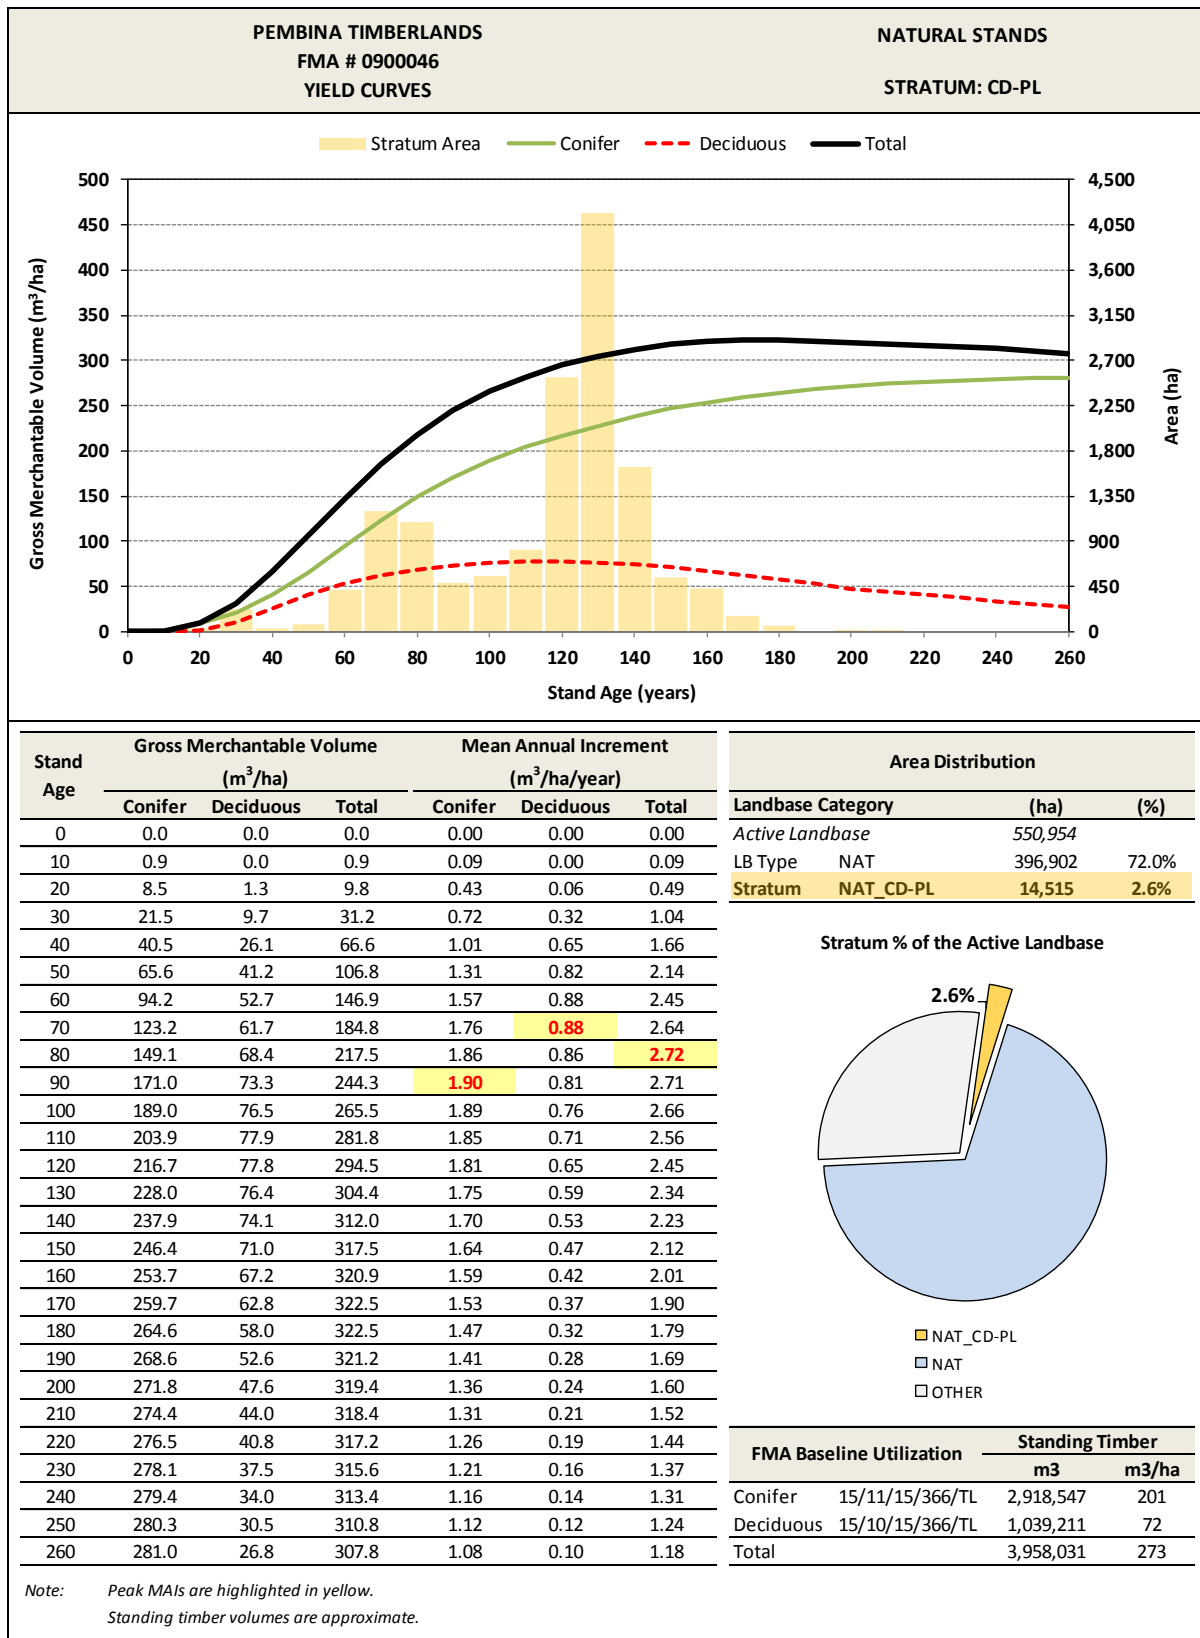 PEMBINA TIMBERLANDS
FMA # 0900046
YIELD CURVES
NATURAL STANDS
STRATUM: CD-PL
Stratum Area Conifer Deciduous Total
Gross Merchantable Volume (m³/ha)
500
450
400
350
300
250
200
150
100
50
0
4,500
4,050
3,600
3,150
2,700
2,250
1,800
1,350
900
450
0
Area (ha)
0 20 40 60 80 100 120 140 160 180 200 220 240 260
Stand Age (years)
Stand Age
Gross Merchantable Volume (m³/ha)
Mean Annual Increment (m³/ha/year)
Conifer Deciduous Total Conifer Deciduous Total
0 0.0 0.0 0.0 0.00 0.00 0.00
10 0.9 0.0 0.9 0.09 0.00 0.09
20 8.5 1.3 9.8 0.43 0.06 0.49
30 21.5 9.7 31.2 0.72 0.32 1.04
40 40.5 26.1 66.6 1.01 0.65 1.66
50 65.6 41.2 106.8 1.31 0.82 2.14
60 94.2 52.7 146.9 1.57 0.88 2.45
70 123.2 61.7 184.8 1.76 0.88 2.64
80 149.1 68.4 217.5 1.86 0.86 2.72
90 171.0 73.3 244.3 1.90 0.81 2.71
100 189.0 76.5 265.5 1.89 0.76 2.66
110 203.9 77.9 281.8 1.85 0.71 2.56
120 216.7 77.8 294.5 1.81 0.65 2.45
130 228.0 76.4 304.4 1.75 0.59 2.34
140 237.9 74.1 312.0 1.70 0.53 2.23
150 246.4 71.0 317.5 1.64 0.47 2.12
160 253.7 67.2 320.9 1.59 0.42 2.01
170 259.7 62.8 322.5 1.53 0.37 1.90
180 264.6 58.0 322.5 1.47 0.32 1.79
190 268.6 52.6 321.2 1.41 0.28 1.69
200 271.8 47.6 319.4 1.36 0.24 1.60
210 274.4 44.0 318.4 1.31 0.21 1.52
220 276.5 40.8 317.2 1.26 0.19 1.44
230 278.1 37.5 315.6 1.21 0.16 1.37
240 279.4 34.0 313.4 1.16 0.14 1.31
250 280.3 30.5 310.8 1.12 0.12 1.24
260 281.0 26.8 307.8 1.08 0.10 1.18
Area Distribution
Landbase Category (ha) (%)
Active Landbase 550,954
LB Type NAT 396,902 72.0%
Stratum NAT_CD-PL 14,515 2.6%
Stratum % of the Active Landbase
2.6%
NAT_CD-PL
NAT
OTHER
FMA Baseline Utilization Standing Timber
m3 m3/ha
Conifer 15/11/15/366/TL 2,918,547 201
Deciduous 15/10/15/366/TL 1,039,211 72
Total 3,958,031 273
Note: Peak MAIs are highlighted in yellow.
Standing timber volumes are approximate.